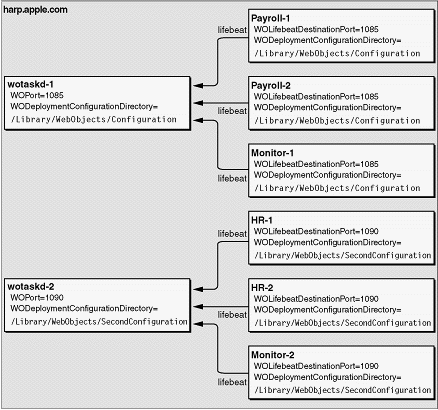 harp.apple.com
Payroll-1
WOLifebeatDestinationPort=1085
WODeploymentConfigurationDirectory=
/Library/WebObjects/Configuration
lifebeat
wotaskd-1
WOPort=1085
WODeploymentConfigurationDirectory=
/Library/WebObjects/Configuration
Payroll-2
WOLifebeatDestinationPort=1085
WODeploymentConfigurationDirectory=
/Library/WebObjects/Configuration
lifebeat
Monitor-1
WOLifebeatDestinationPort=1085
WODeploymentConfigurationDirectory=
/Library/WebObjects/Configuration
lifebeat
HR-1
WOLifebeatDestinationPort=1090
WODeploymentConfigurationDirectory=
/Library/WebObjects/SecondConfiguration
lifebeat
wotaskd-2
WOPort=1090
WODeploymentConfigurationDirectory=
/Library/WebObjects/SecondConfiguration
HR-2
WOLifebeatDestinationPort=1090
WODeploymentConfigurationDirectory=
/Library/WebObjects/SecondConfiguration
lifebeat
Monitor-2
WOLifebeatDestinationPort=1090
WODeploymentConfigurationDirectory=
/Library/WebObjects/SecondConfiguration
lifebeat